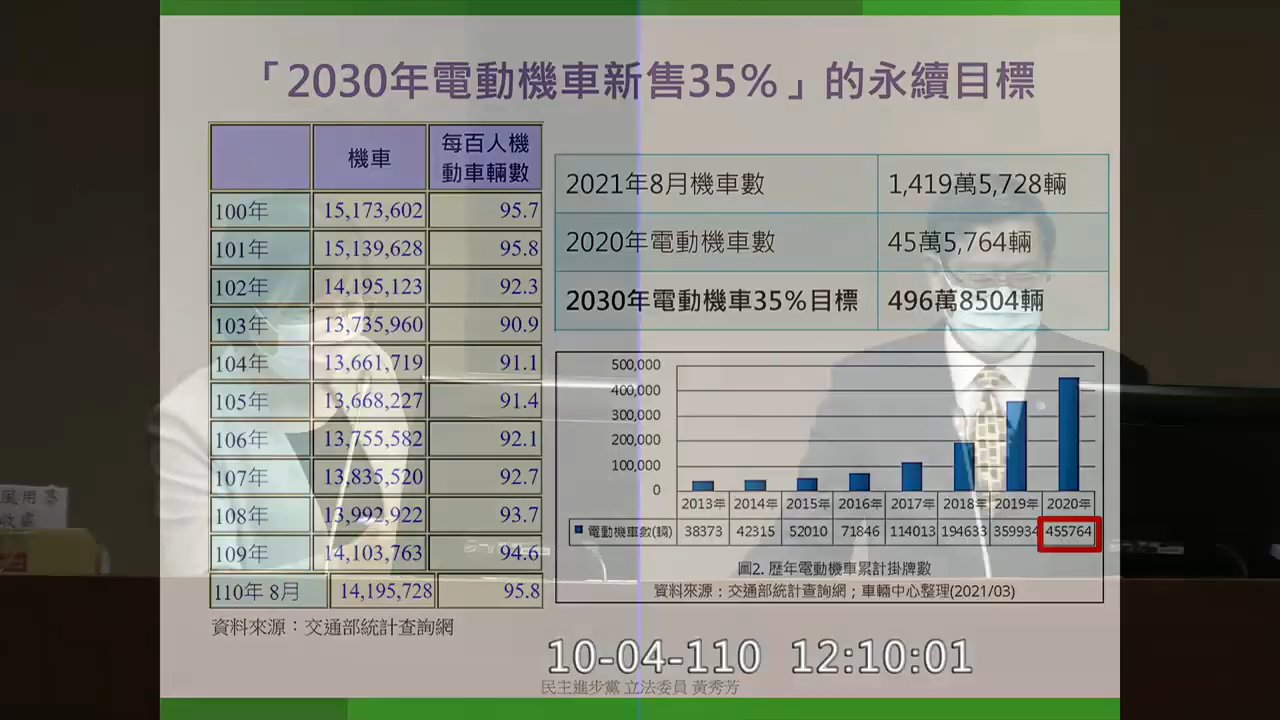 「2030年電動機車新售35%」的永續目標
機車 每百人機動車輛數
100年 15,173,602 95.7
101年 15,139,628 95.8
102年 14,195,123 92.3
103年 13,735,960 90.9
104年 13,661,719 91.1
105年 13,668,227 91.4
106年 13,755,582 92.1
107年 13,835,520 92.7
108年 13,992,922 93.7
109年 14,103,763 94.6
110年 8月 14,195,728 95.8
資料來源：交通部統計查詢網
2021年8月機車數 1,419萬5,728輛
2020年電動機車數 45萬5,764輛
2030年電動機車35%目標 496萬8504輛
500,000
400,000
300,000
200,000
100,000
0
2013年 2014年 2015年 2016年 2017年 2018年 2019年 2020年
電動機車數(輛) 38373 42315 52010 71846 114013 194633 359934 455764
圖2. 歷年電動機車累計掛牌數
資料來源：交通部統計查詢網；車輛中心整理(2021/03)
10-04-110 12:10:01
民主進步黨 立法委員 黃秀芳